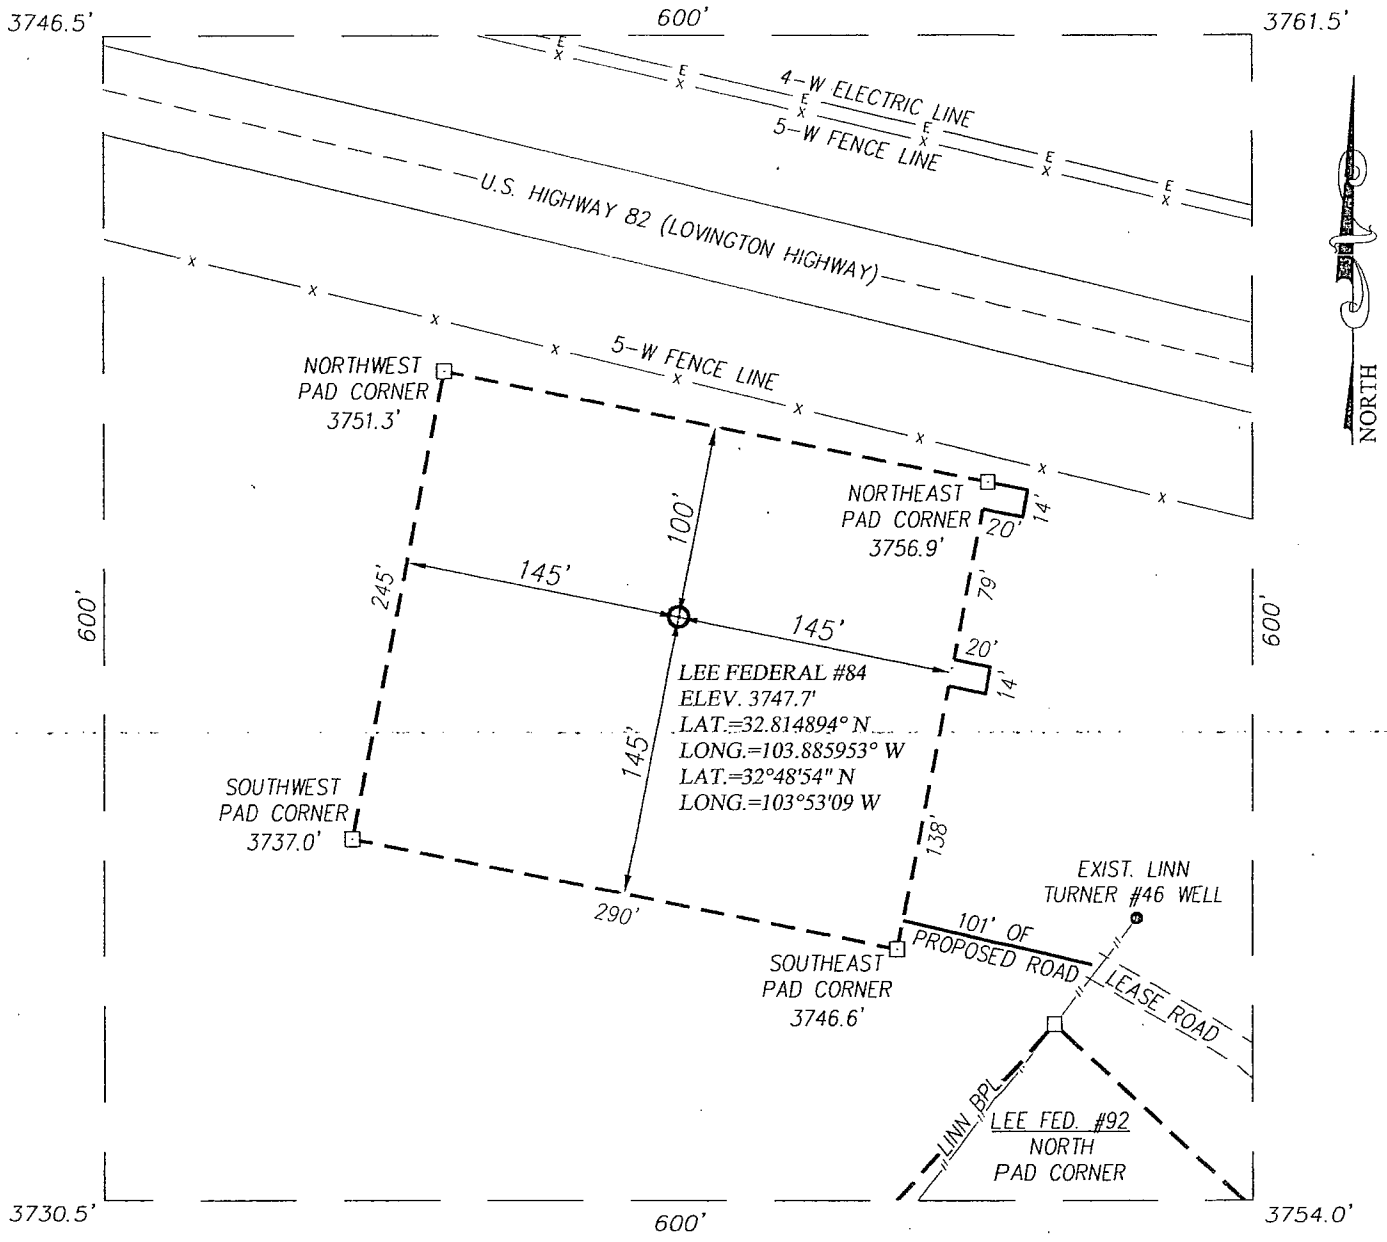 3746.5'
600'
3761.5'
4-W ELECTRIC LINE
5-W FENCE LINE
U.S. HIGHWAY 82 (LOVINGTON HIGHWAY)
5-W FENCE LINE
NORTH
NORTHWEST
PAD CORNER
3751.3'
NORTHEAST
PAD CORNER
3756.9'
20'
14'
100'
145'
245'
79'
600'
600'
145'
20'
14'
LEE FEDERAL #84
ELEV. 3747.7'
LAT.=32.814894° N
LONG.=103.885953° W
LAT.=32°48'54" N
LONG.=103°53'09 W
145'
SOUTHWEST
PAD CORNER
3737.0'
138'
290'
EXIST. LINN
TURNER #46 WELL
101' OF
PROPOSED ROAD
LEASE ROAD
SOUTHEAST
PAD CORNER
3746.6'
LINN BPL
LEE FED. #92
NORTH
PAD CORNER
3730.5'
600'
3754.0'